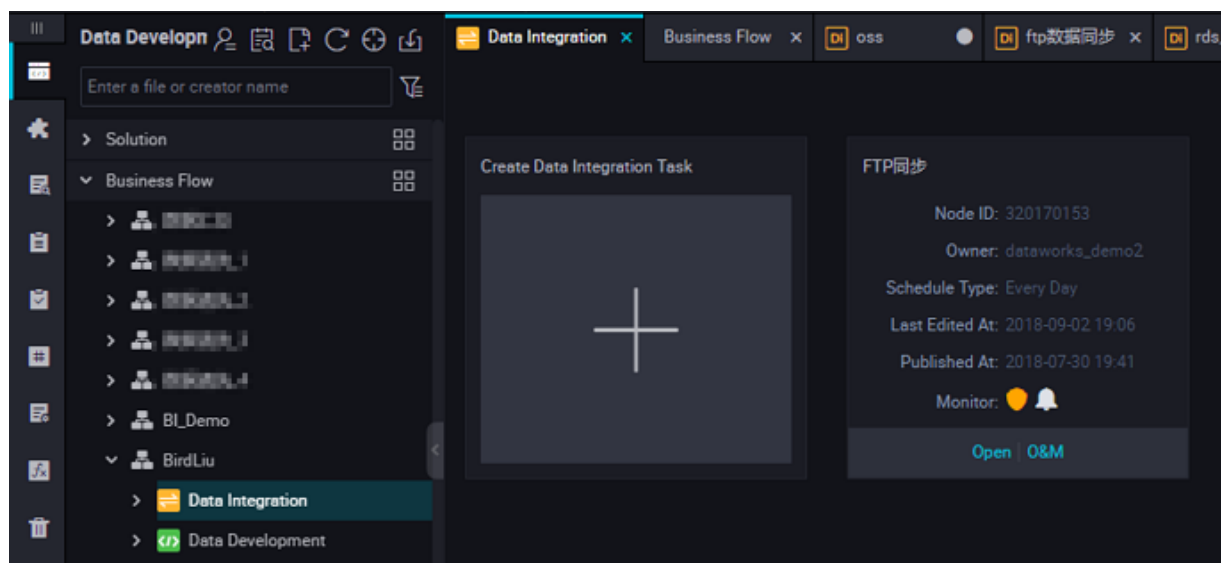 Data Developn
Data Integration
Business Flow
DI oss
DI ftp数据同步
DI rds
Enter a file or creator name
Solution
Business Flow
BI_Demo
BirdLiu
Data Integration
Data Development
Create Data Integration Task
FTP同步
Node ID: 320170153
Owner: dataworks_demo2
Schedule Type: Every Day
Last Edited At: 2018-09-02 19:06
Published At: 2018-07-30 19:41
Monitor:
Open | O&M